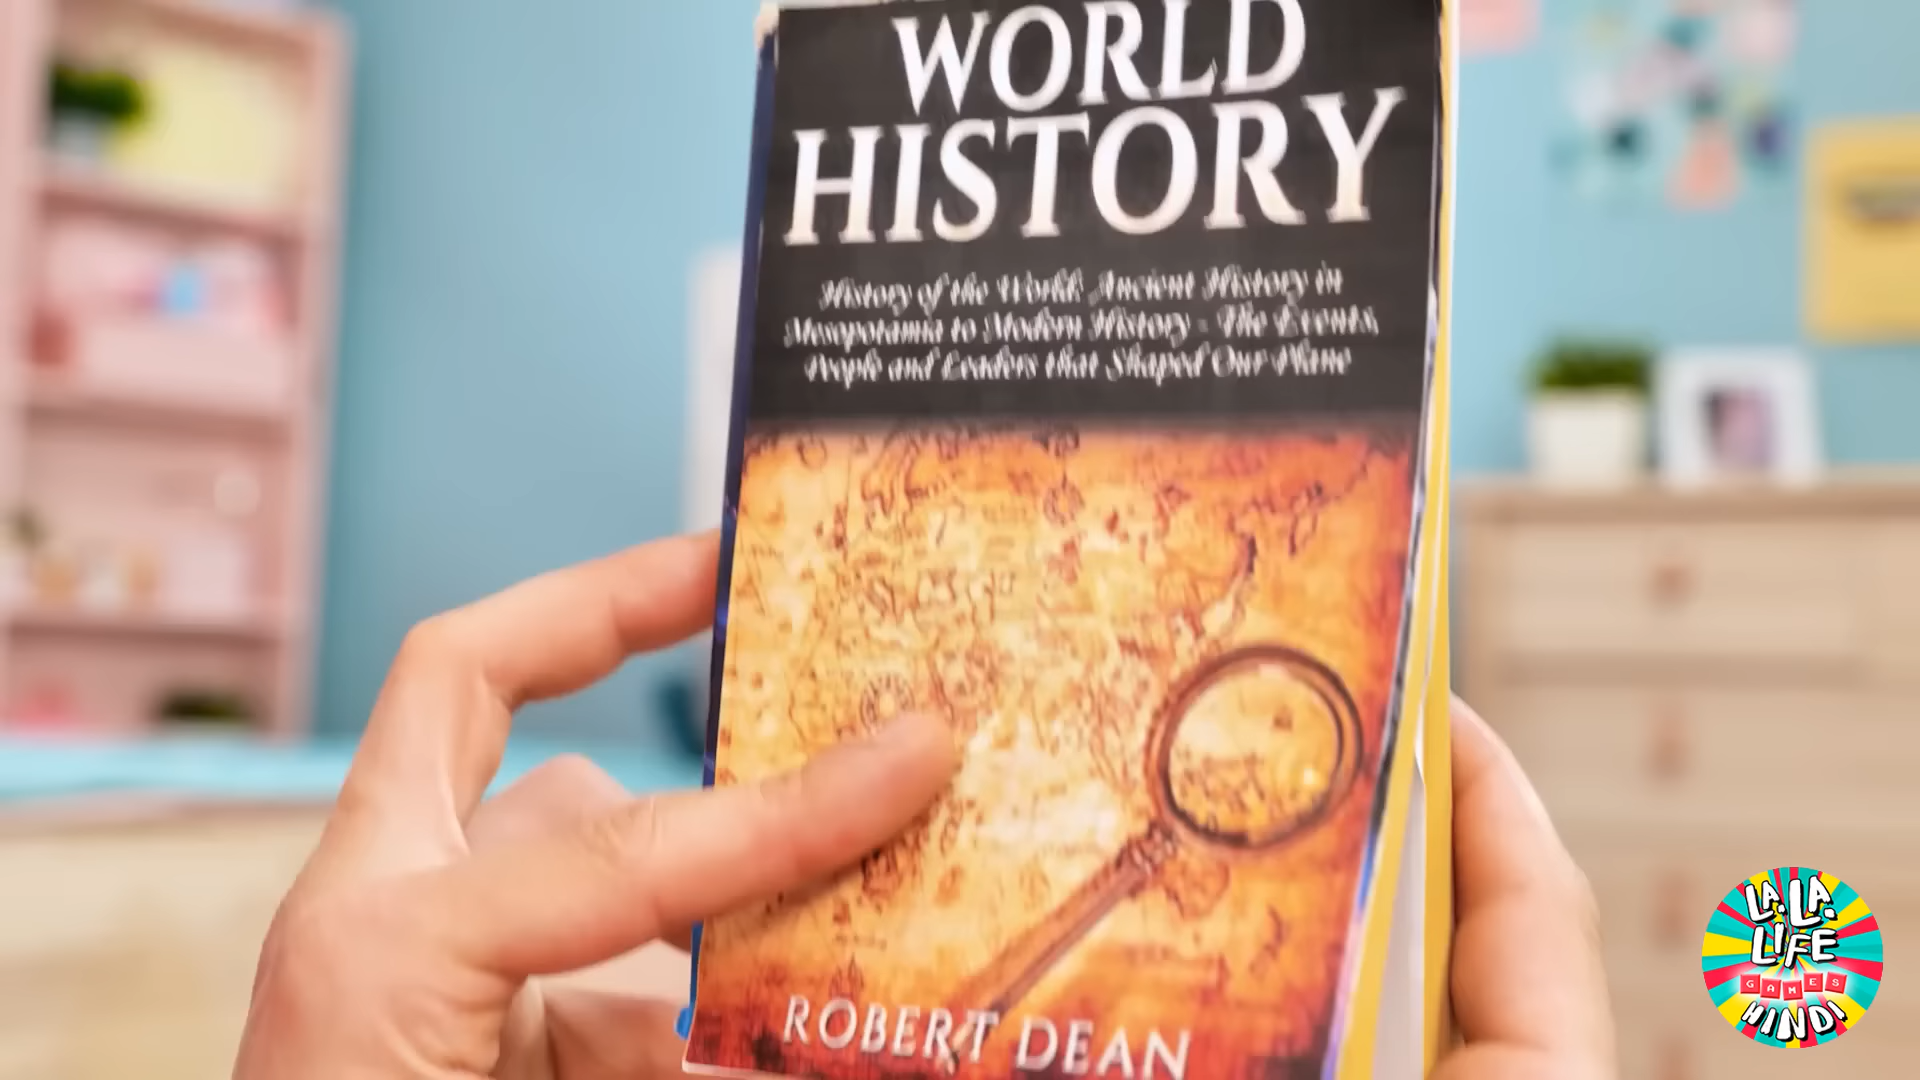 WORLD
HISTORY
History of the World: Ancient History in
Mesopotamia to Modern History - The Events,
People and Leaders that Shaped Our Plane
ROBERT DEAN
LA LA
LIFE
GAMES
HINDI